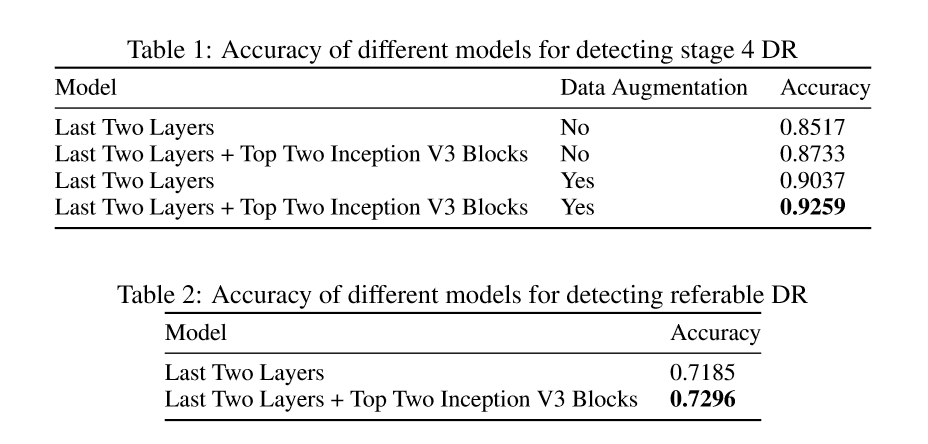 Table 1: Accuracy of different models for detecting stage 4 DR
Model Data Augmentation Accuracy
Last Two Layers No 0.8517
Last Two Layers + Top Two Inception V3 Blocks No 0.8733
Last Two Layers Yes 0.9037
Last Two Layers + Top Two Inception V3 Blocks Yes 0.9259
Table 2: Accuracy of different models for detecting referable DR
Model Accuracy
Last Two Layers 0.7185
Last Two Layers + Top Two Inception V3 Blocks 0.7296